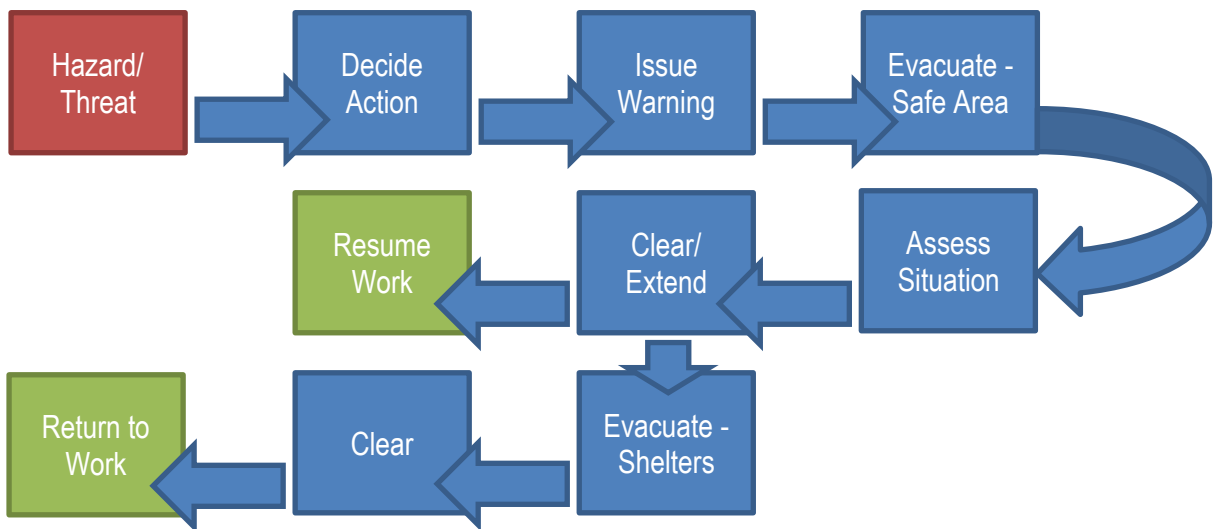 Hazard/
Threat
Decide
Action
Issue
Warning
Evacuate -
Safe Area
Assess
Situation
Clear/
Extend
Resume
Work
Evacuate -
Shelters
Clear
Return to
Work